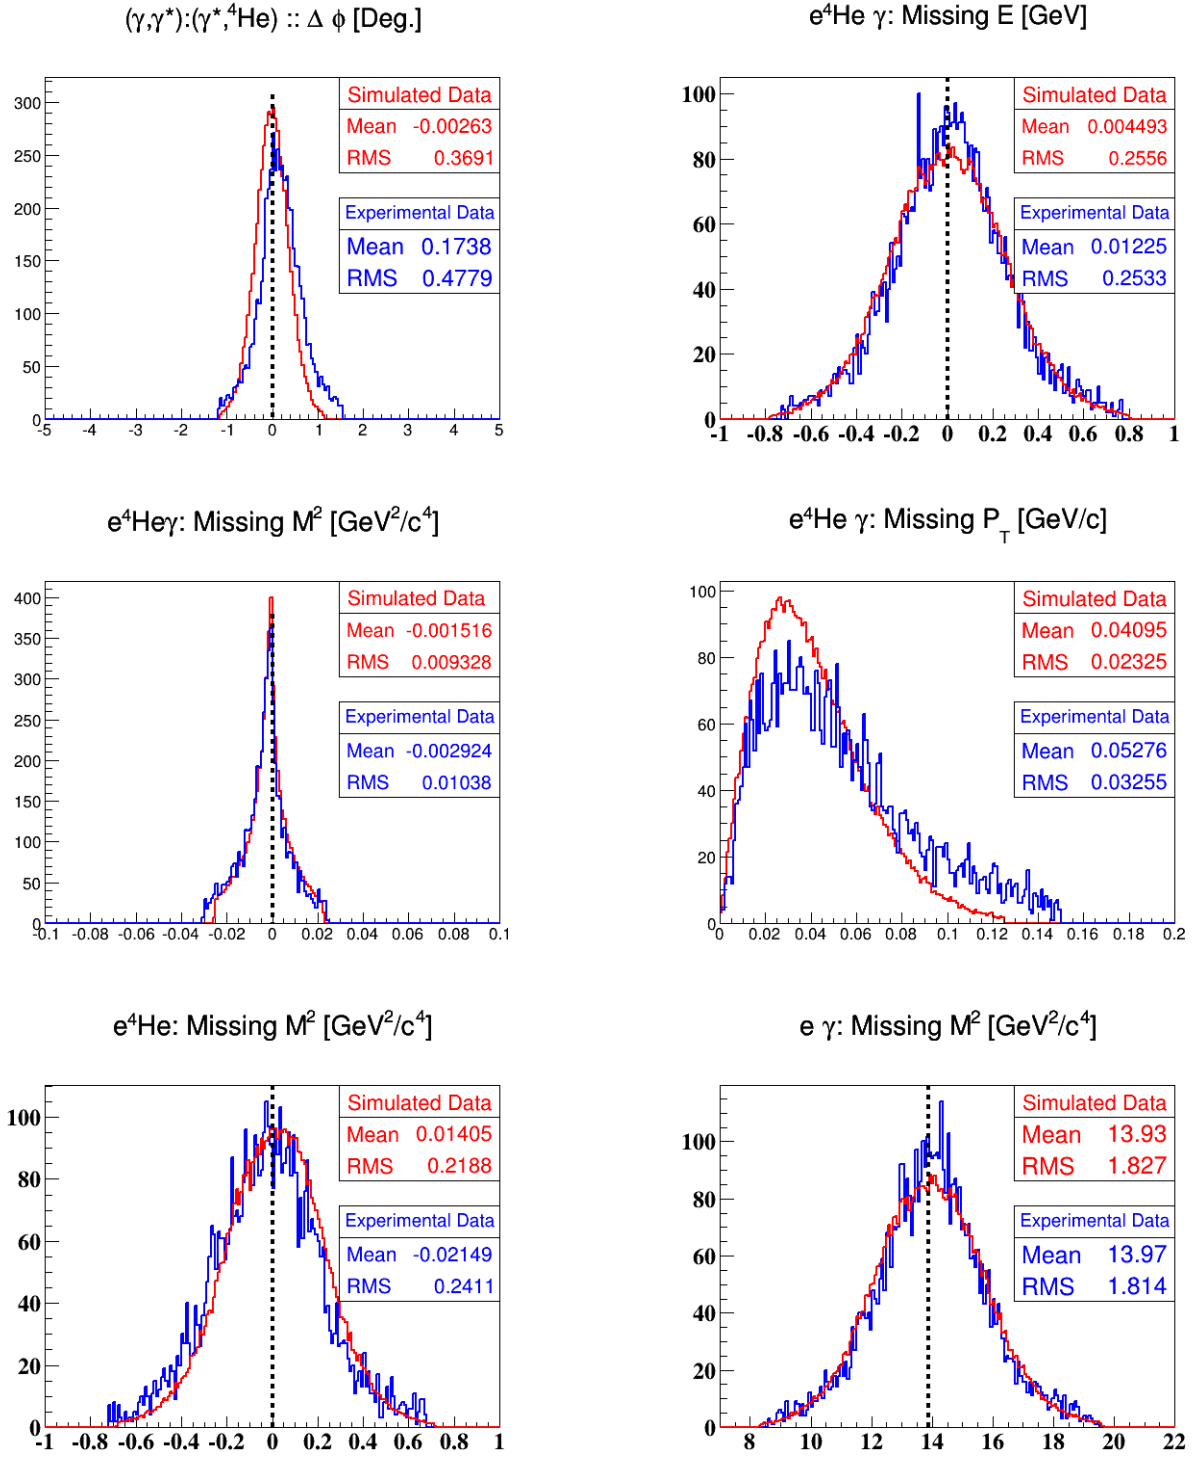 (γ,γ*):(γ*,⁴He) :: Δ ϕ [Deg.]
300
250
200
150
100
50
0
-5 -4 -3 -2 -1 0 1 2 3 4 5
Simulated Data
Mean -0.00263
RMS 0.3691
Experimental Data
Mean 0.1738
RMS 0.4779
e⁴He γ: Missing E [GeV]
100
80
60
40
20
0
-1 -0.8 -0.6 -0.4 -0.2 0 0.2 0.4 0.6 0.8 1
Simulated Data
Mean 0.004493
RMS 0.2556
Experimental Data
Mean 0.01225
RMS 0.2533
e⁴Heγ: Missing M² [GeV²/c⁴]
400
350
300
250
200
150
100
50
0
-0.1 -0.08 -0.06 -0.04 -0.02 0 0.02 0.04 0.06 0.08 0.1
Simulated Data
Mean -0.001516
RMS 0.009328
Experimental Data
Mean -0.002924
RMS 0.01038
e⁴He γ: Missing P_T [GeV/c]
100
80
60
40
20
0
0 0.02 0.04 0.06 0.08 0.1 0.12 0.14 0.16 0.18 0.2
Simulated Data
Mean 0.04095
RMS 0.02325
Experimental Data
Mean 0.05276
RMS 0.03255
e⁴He: Missing M² [GeV²/c⁴]
100
80
60
40
20
0
-1 -0.8 -0.6 -0.4 -0.2 0 0.2 0.4 0.6 0.8 1
Simulated Data
Mean 0.01405
RMS 0.2188
Experimental Data
Mean -0.02149
RMS 0.2411
e γ: Missing M² [GeV²/c⁴]
100
80
60
40
20
0
8 10 12 14 16 18 20 22
Simulated Data
Mean 13.93
RMS 1.827
Experimental Data
Mean 13.97
RMS 1.814